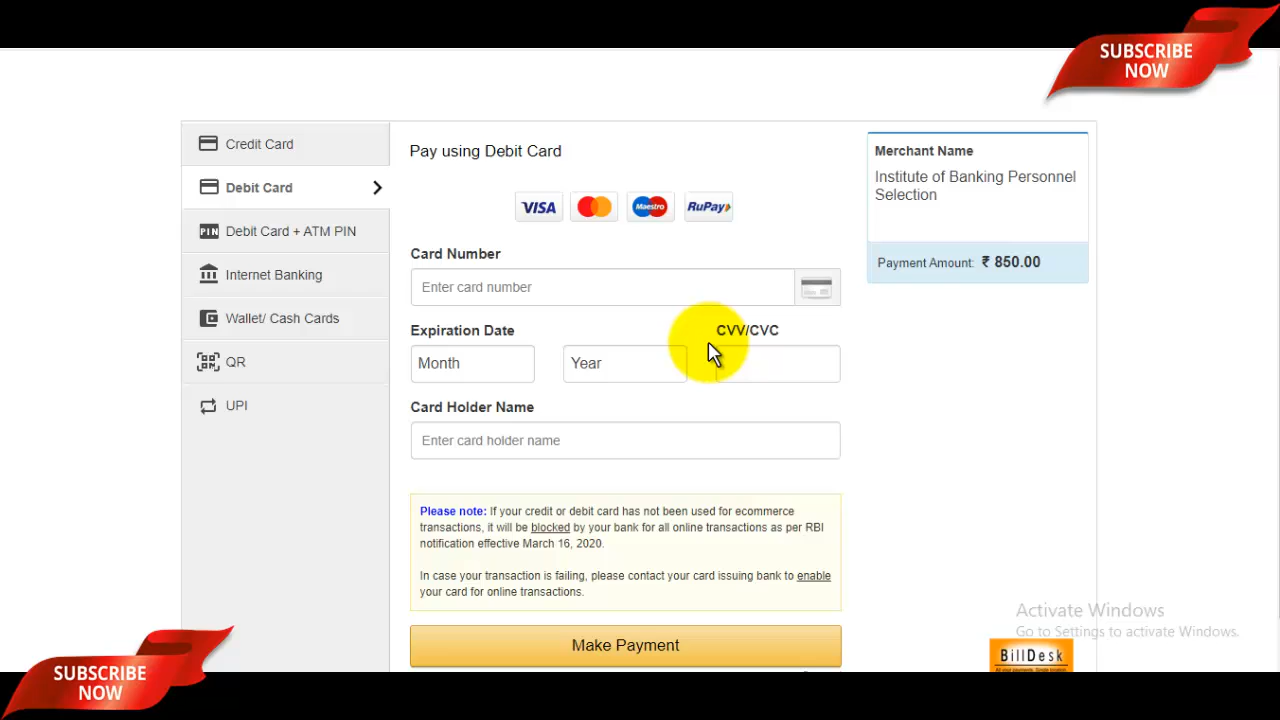 SUBSCRIBE
NOW
Credit Card
Debit Card
PIN
Debit Card + ATM PIN
Internet Banking
Wallet/ Cash Cards
QR
UPI
Pay using Debit Card
VISA
Maestro
RuPay
Card Number
Enter card number
Expiration Date
CVV/CVC
Month
Year
Card Holder Name
Enter card holder name
Please note: If your credit or debit card has not been used for ecommerce
transactions, it will be blocked by your bank for all online transactions as per RBI
notification effective March 16, 2020.
In case your transaction is failing, please contact your card issuing bank to enable
your card for online transactions.
Make Payment
Merchant Name
Institute of Banking Personnel
Selection
Payment Amount: ₹ 850.00
Activate Windows
Go to Settings to activate Windows.
BillDesk
All your payments. Single location.
SUBSCRIBE
NOW